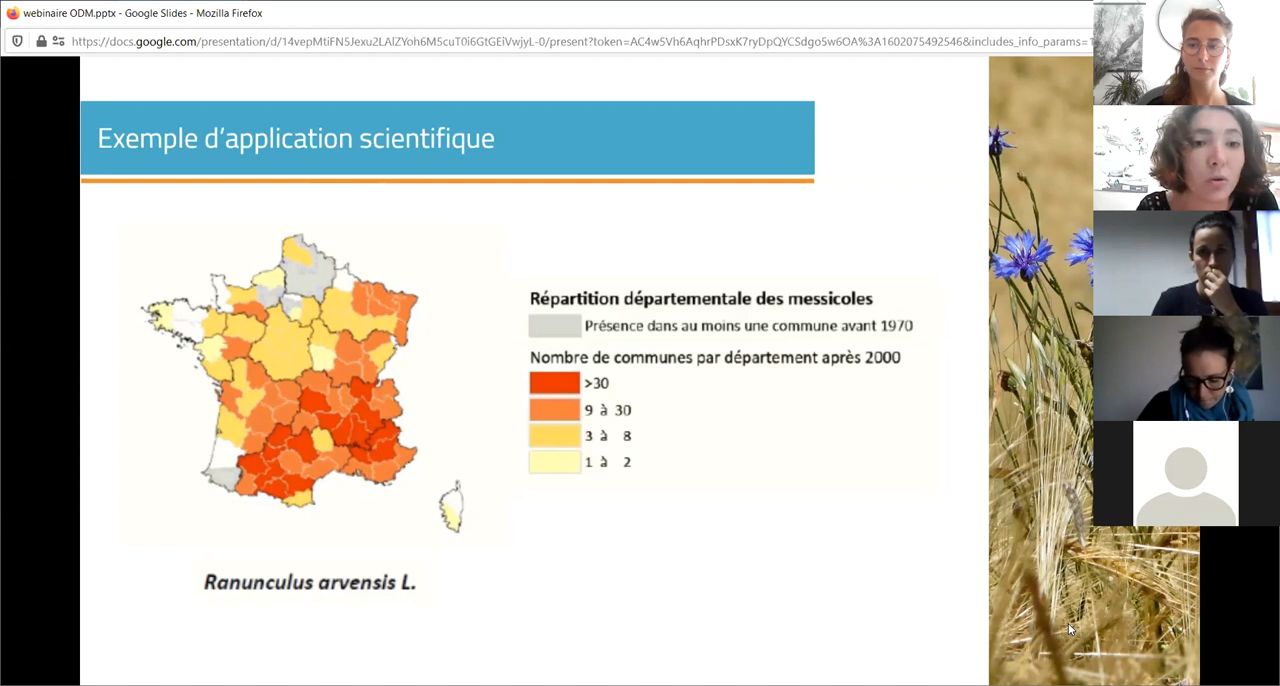 webinaire ODM.pptx - Google Slides - Mozilla Firefox
https://docs.google.com/presentation/d/14vepMtiFN5Jexu2LAlZYoh6M5cuT0i6GtGEiVwjyL-0/present?token=AC4w5Vh6AqhrPDsxK7ryDpQYCSdgo5w6OA%3A1602075492546&includes_info_params=1
Exemple d'application scientifique
Répartition départementale des messicoles
Présence dans au moins une commune avant 1970
Nombre de communes par département après 2000
>30
9 à 30
3 à 8
1 à 2
Ranunculus arvensis L.